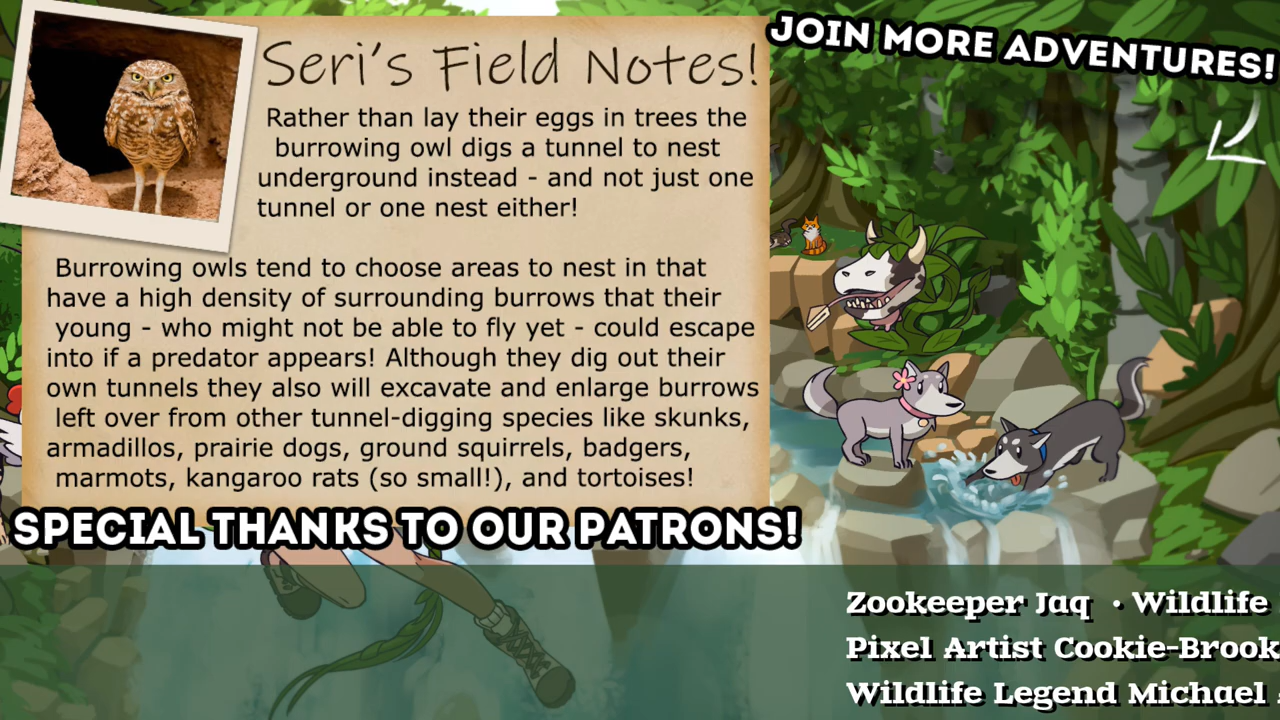 Seri's Field Notes!
JOIN MORE ADVENTURES!
Rather than lay their eggs in trees the
burrowing owl digs a tunnel to nest
underground instead - and not just one
tunnel or one nest either!
Burrowing owls tend to choose areas to nest in that
have a high density of surrounding burrows that their
young - who might not be able to fly yet - could escape
into if a predator appears! Although they dig out their
own tunnels they also will excavate and enlarge burrows
left over from other tunnel-digging species like skunks,
armadillos, prairie dogs, ground squirrels, badgers,
marmots, kangaroo rats (so small!), and tortoises!
SPECIAL THANKS TO OUR PATRONS!
Zookeeper Jaq • Wildlife
Pixel Artist Cookie-Brook
Wildlife Legend Michael